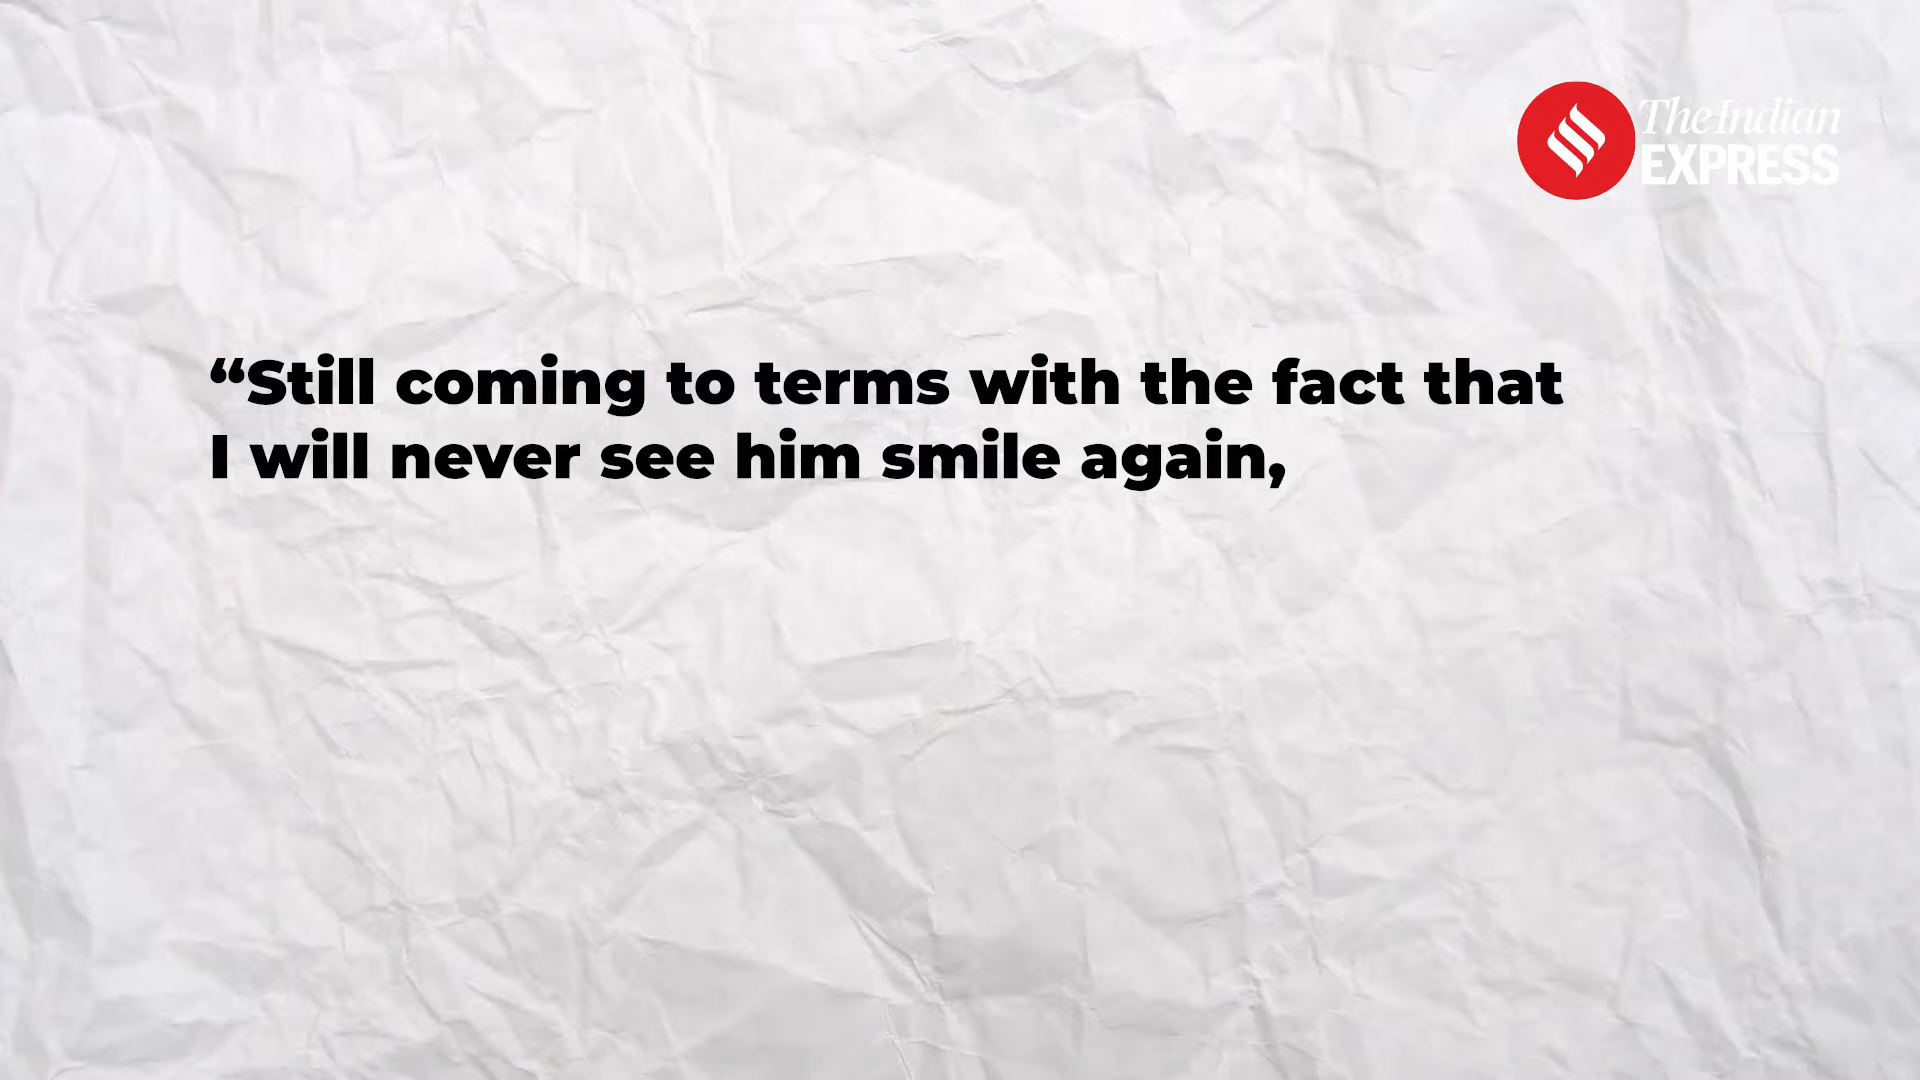 The Indian
EXPRESS
“Still coming to terms with the fact that
I will never see him smile again,